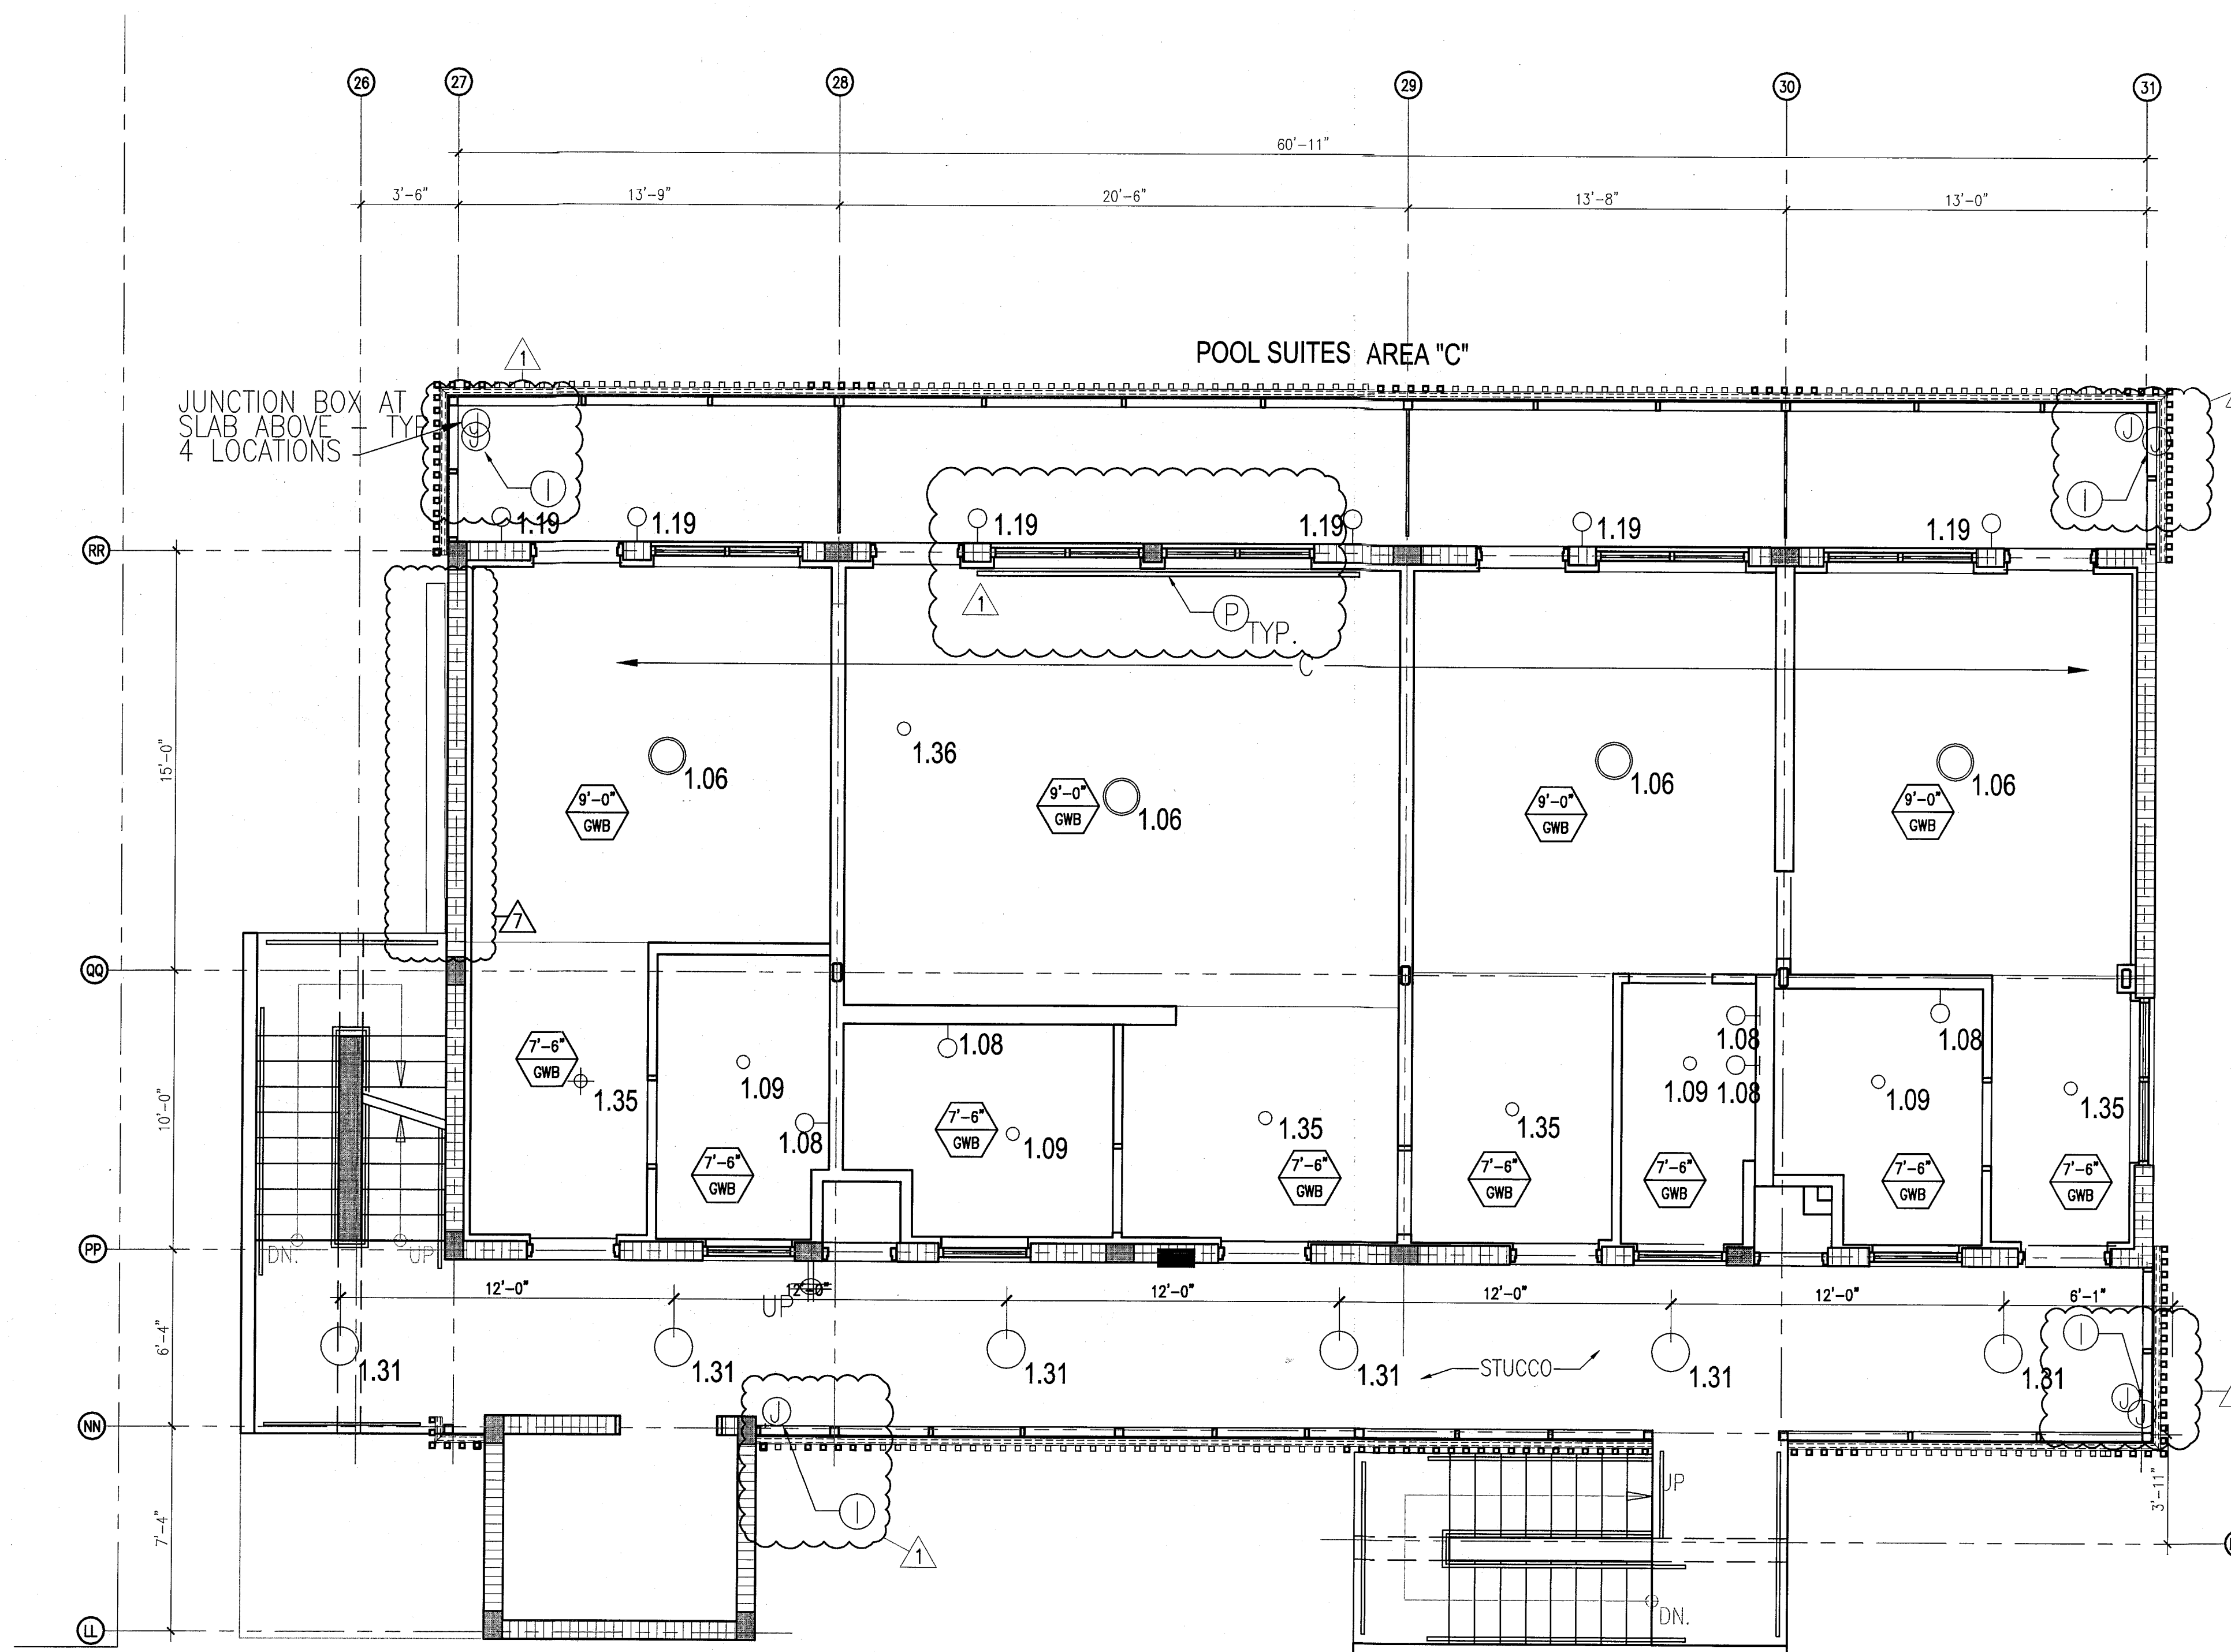 26 27 28 29 30 31
60'-11"
3'-6" 13'-9" 20'-6" 13'-8" 13'-0"
POOL SUITES AREA "C"
1
JUNCTION BOX AT
SLAB ABOVE - TYP
4 LOCATIONS
J
J
I
J
J
I
1.19 1.19 1.19 1.19 1.19 1.19
RR
1
P
TYP.
C
15'-0"
1.36
1.06 1.06 1.06 1.06
9'-0"
GWB
9'-0"
GWB
9'-0"
GWB
9'-0"
GWB
7
QQ
10'-0"
7'-6"
GWB
1.35
1.09
1.08
7'-6"
GWB
1.08
7'-6"
GWB
1.09
1.35
7'-6"
GWB
1.35
7'-6"
GWB
1.08
1.09 1.08
7'-6"
GWB
1.08
1.09
7'-6"
GWB
1.35
7'-6"
GWB
PP
DN. UP
12'-0" 12'-0" 12'-0" 12'-0" 12'-0" 6'-1"
UP
6'-4"
1.31 1.31 1.31 1.31 1.31 1.31
STUCCO
I
J
J
NN
J
I
1
7'-4"
3'-11"
UP
DN.
LL